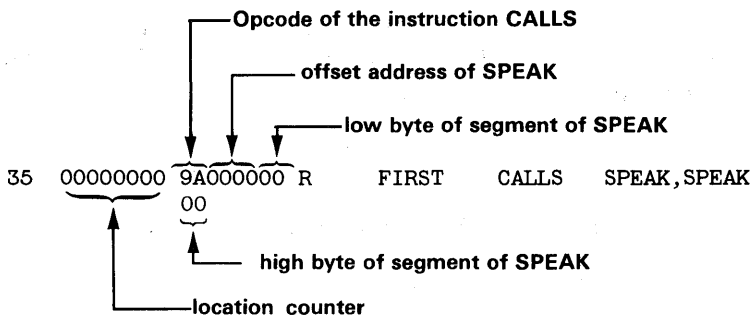 Opcode of the instruction CALLS
offset address of SPEAK
low byte of segment of SPEAK
35 00000000 9A000000 R FIRST CALLS SPEAK,SPEAK
00
high byte of segment of SPEAK
location counter